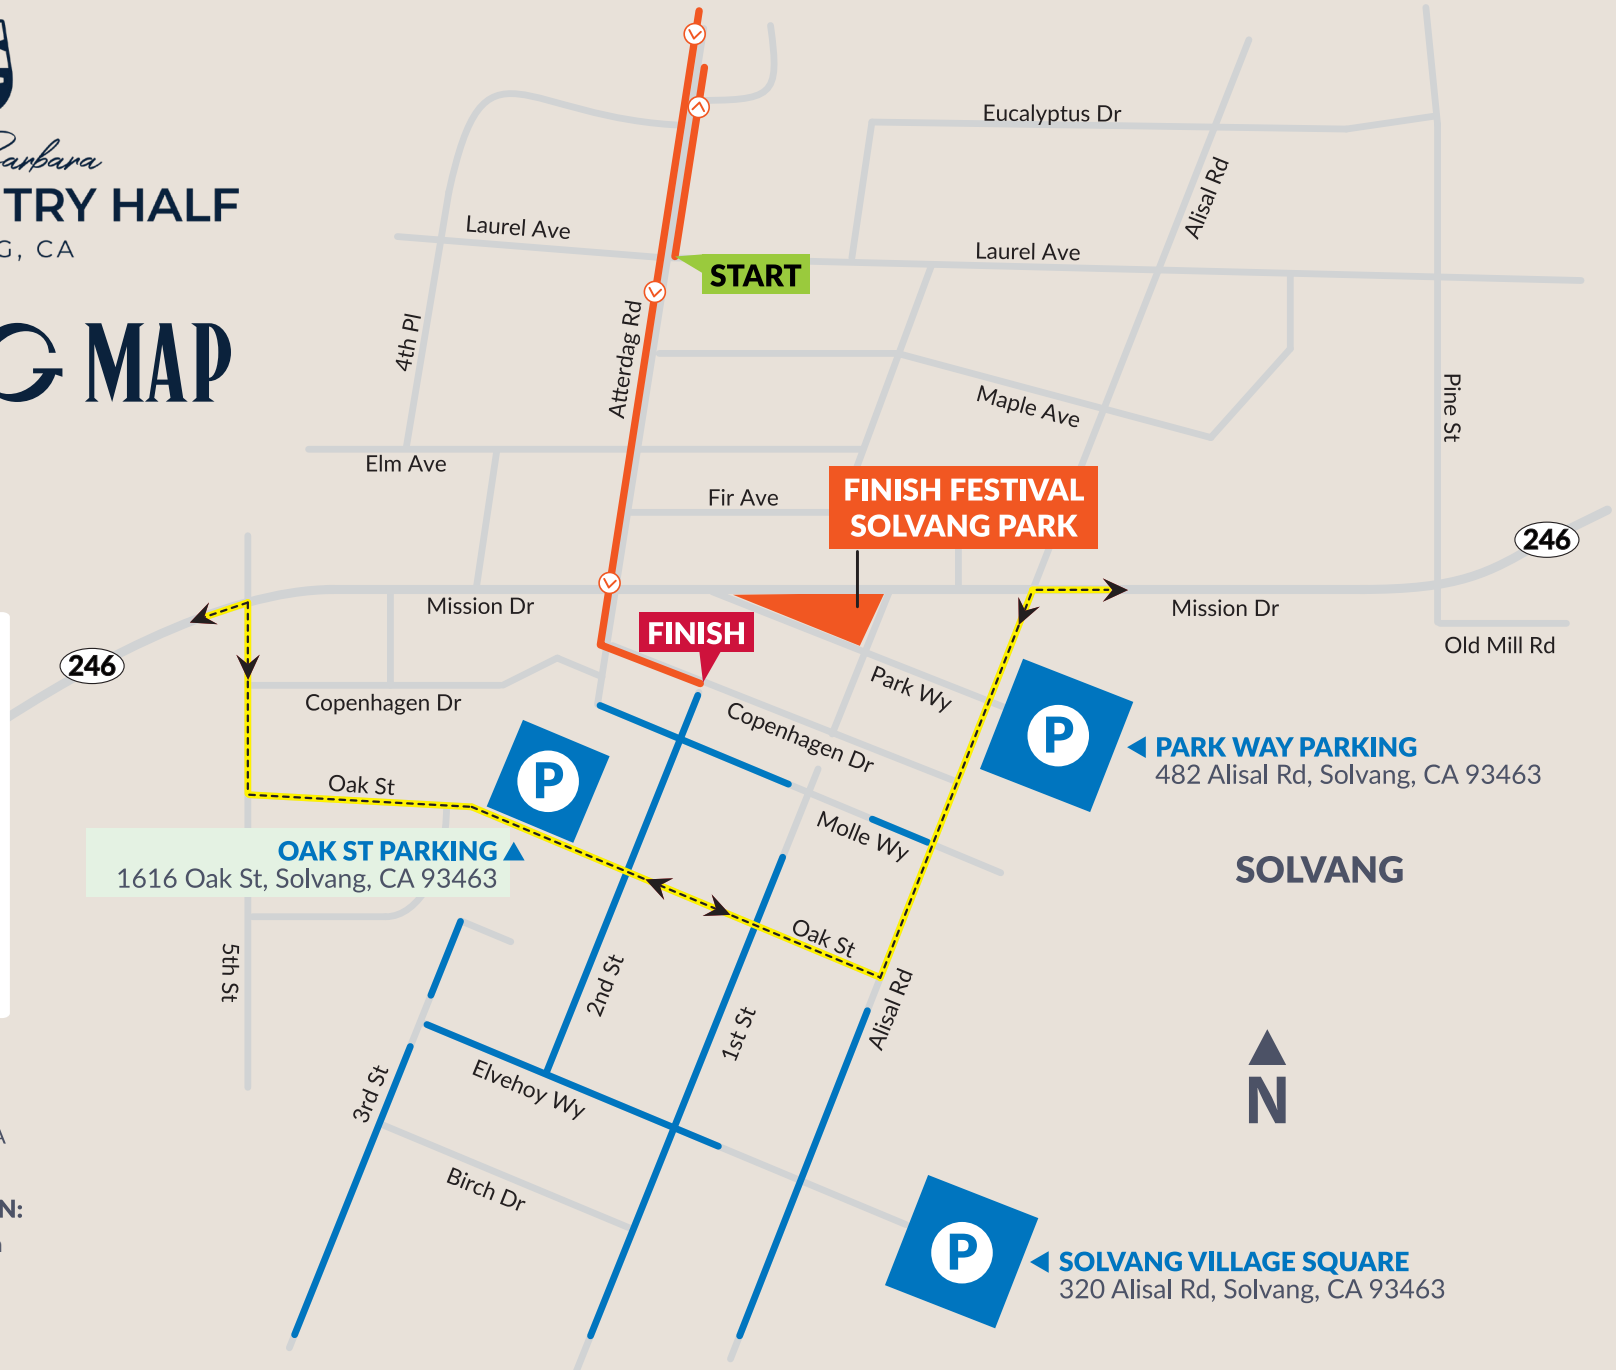 Barbara
TRY HALF
G, CA
G MAP
Eucalyptus Dr
Alisal Rd
Laurel Ave
Laurel Ave
START
Atterdag Rd
4th Pl
Maple Ave
Pine St
Elm Ave
Fir Ave
FINISH FESTIVAL
SOLVANG PARK
246
Mission Dr
Mission Dr
FINISH
Old Mill Rd
246
Copenhagen Dr
Park Wy
Copenhagen Dr
P
PARK WAY PARKING
482 Alisal Rd, Solvang, CA 93463
P
Oak St
Molle Wy
OAK ST PARKING
1616 Oak St, Solvang, CA 93463
SOLVANG
Oak St
5th St
2nd St
1st St
Alisal Rd
3rd St
Elvehoy Wy
N
A
N:
Birch Dr
P
SOLVANG VILLAGE SQUARE
320 Alisal Rd, Solvang, CA 93463